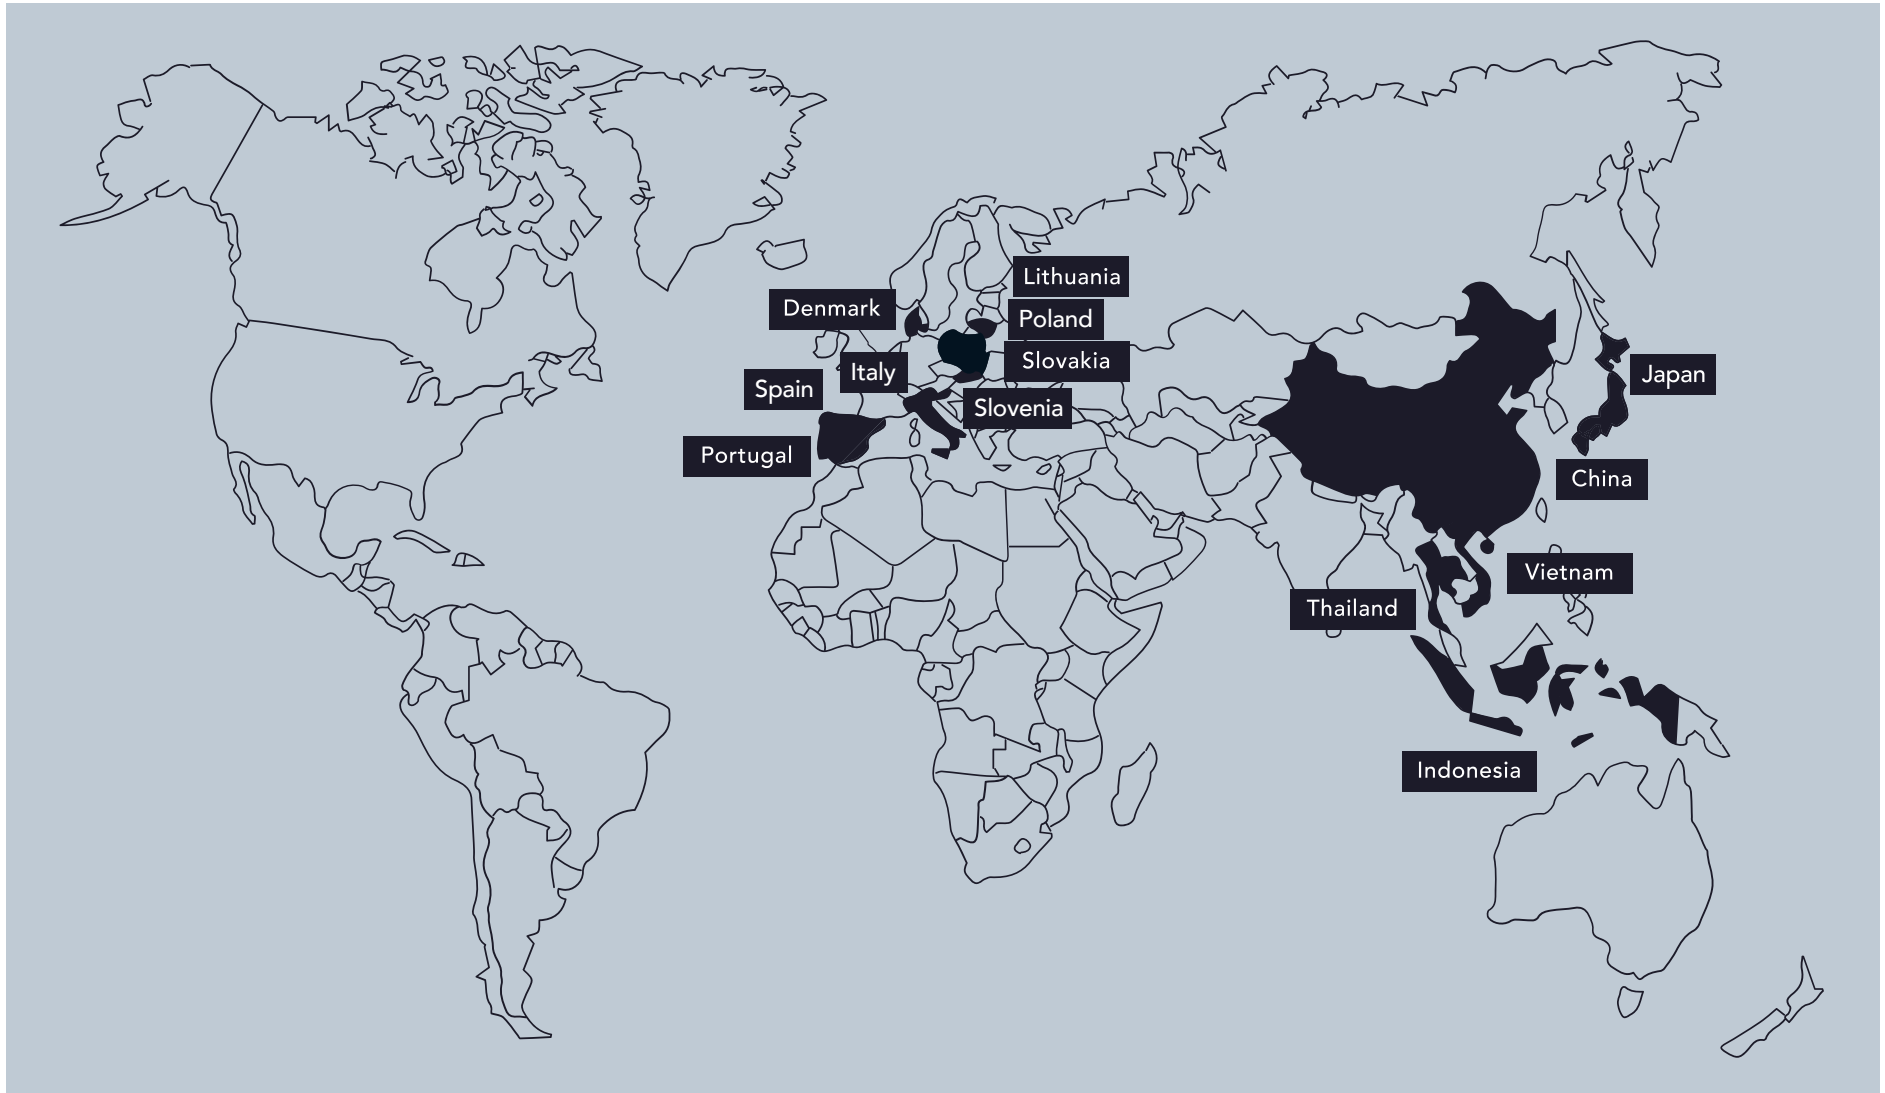 Lithuania
Denmark
Poland
Slovakia
Italy
Spain
Slovenia
Portugal
Japan
China
Vietnam
Thailand
Indonesia